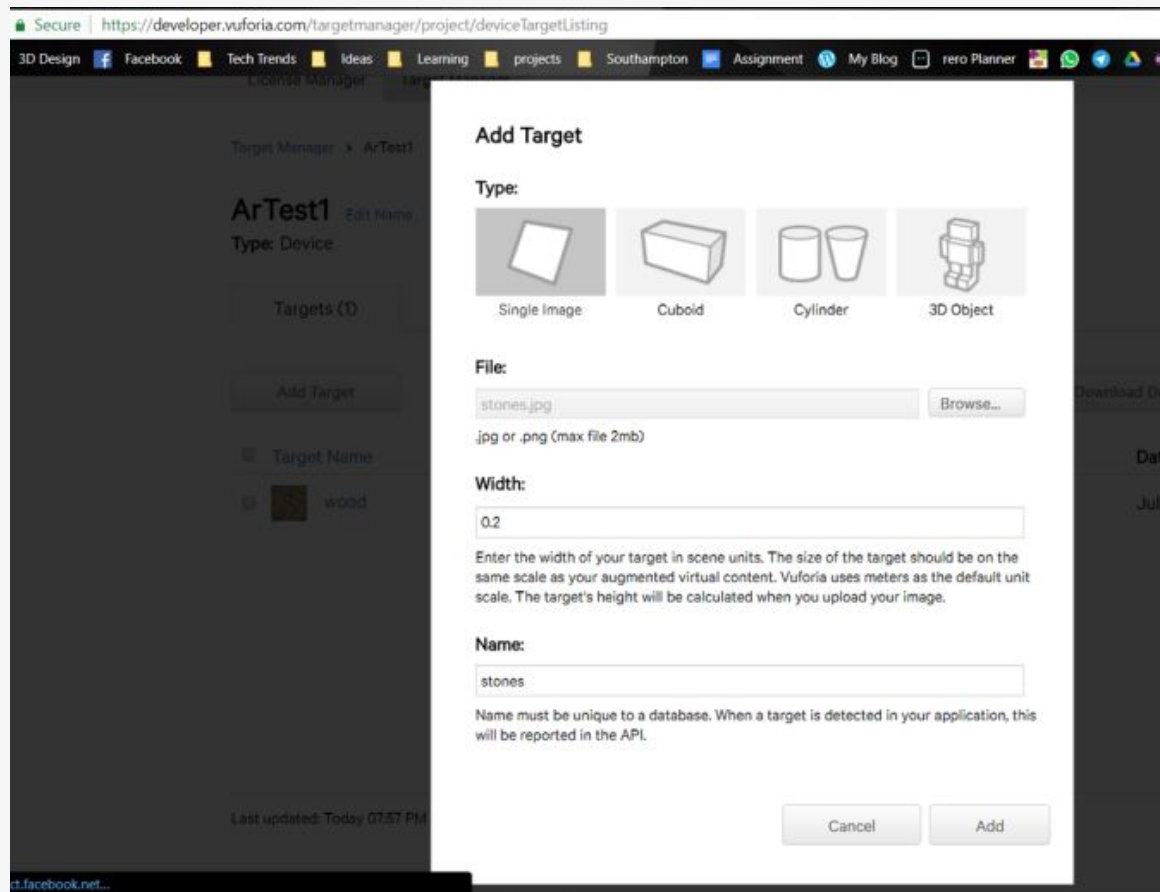 Secure | https://developer.vuforia.com/targetmanager/project/deviceTargetListing
3D Design Facebook Tech Trends Ideas Learning projects Southampton Assignment My Blog rero Planner
License Manager Target Manager
Target Manager > ArTest1
ArTest1 Edit Name
Type: Device
Targets (1)
Add Target
Target Name
wood
Last updated: Today 07:57 PM
Add Target
Type:
Single Image Cuboid Cylinder 3D Object
File:
stones.jpg Browse...
.jpg or .png (max file 2mb)
Width:
0.2
Enter the width of your target in scene units. The size of the target should be on the
same scale as your augmented virtual content. Vuforia uses meters as the default unit
scale. The target's height will be calculated when you upload your image.
Name:
stones
Name must be unique to a database. When a target is detected in your application, this
will be reported in the API.
Cancel Add
Download
ct.facebook.net...